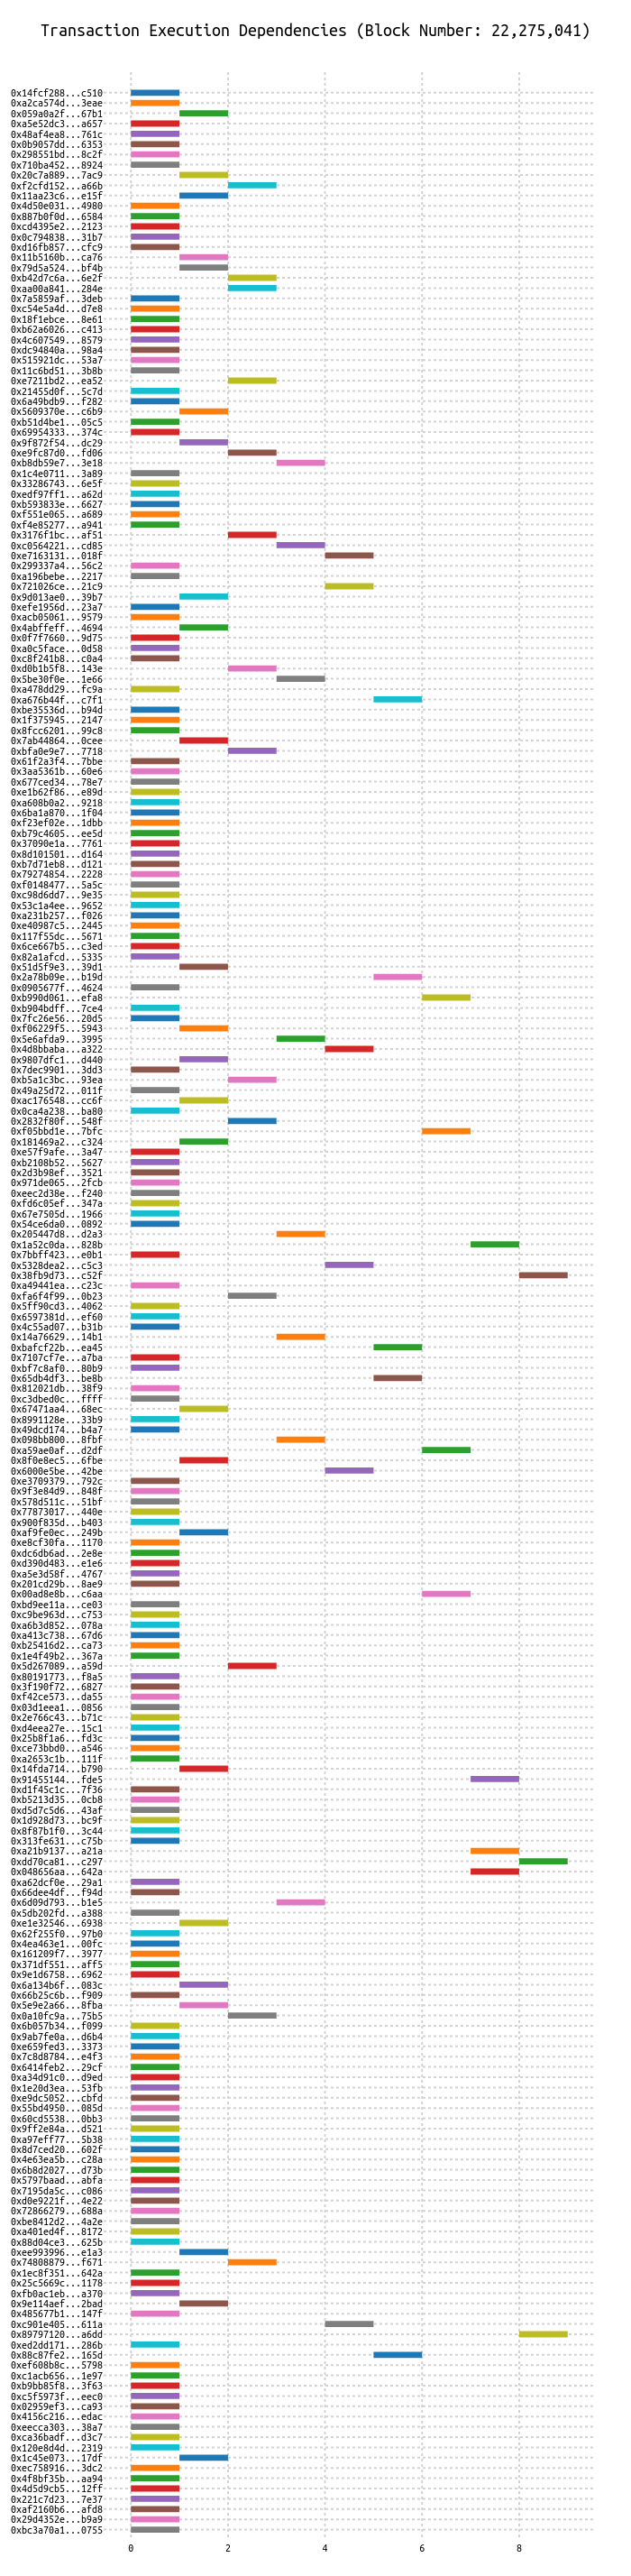 Transaction Execution Dependencies (Block Number: 22,275,041)
0x14fcf288...c510
0xa2ca574d...3eae
0x059a0a2f...67b1
0xa5e52dc3...a657
0x48af4ea8...761c
0x0b9057dd...6353
0x298551bd...8c2f
0x710ba452...8924
0x20c7a889...7ac9
0xf2cfd152...a66b
0x11aa23c6...e15f
0x4d50e031...4980
0x887b0f0d...6584
0xcd4395e2...2123
0x0c794838...31b7
0xd16fb857...cfc9
0x11b5160b...ca76
0x79d5a524...bf4b
0xb42d7c6a...6e2f
0xaa00a841...284e
0x7a5859af...3deb
0xc54e5a4d...d7e8
0x18f1ebce...8e61
0xb62a6026...c413
0x4c607549...8579
0xdc94840a...98a4
0x515921dc...53a7
0x11c6bd51...3b8b
0xe7211bd2...ea52
0x21455d0f...5c7d
0x6a49bdb9...f282
0x5609370e...c6b9
0xb51d4be1...05c5
0x69954333...374c
0x9f872f54...dc29
0xe9fc87d0...fd06
0xb8db59e7...3e18
0x1c4e0711...3a89
0x33286743...6e5f
0xedf97ff1...a62d
0xb593833e...6627
0xf551e065...a689
0xf4e85277...a941
0x3176f1bc...af51
0xc0564221...cd85
0xe7163131...018f
0x299337a4...56c2
0xa196bebe...2217
0x721026ce...21c9
0x9d013ae0...39b7
0xefe1956d...23a7
0xacb05061...9579
0x4abffeff...4694
0x0f7f7660...9d75
0xa0c5face...0d58
0xc8f241b8...c0a4
0xd0b1b5f8...143e
0x5be30f0e...1e66
0xa478dd29...fc9a
0xa676b44f...c7f1
0xbe35536d...b94d
0x1f375945...2147
0x8fcc6201...99c8
0x7ab44864...0cee
0xbfa0e9e7...7718
0x61f2a3f4...7bbe
0x3aa5361b...60e6
0x677ced34...78e7
0xe1b62f86...e89d
0xa608b0a2...9218
0x6ba1a870...1f04
0xf23ef02e...1dbb
0xb79c4605...ee5d
0x37090e1a...7761
0x8d101501...d164
0xb7d71eb8...d121
0x79274854...2228
0xf0148477...5a5c
0xc98d6dd7...9e35
0x53c1a4ee...9652
0xa231b257...f026
0xe40987c5...2445
0x117f55dc...5671
0x6ce667b5...c3ed
0x82a1afcd...5335
0x51d5f9e3...39d1
0x2a78b09e...b19d
0x0905677f...4624
0xb990d061...efa8
0xb904bdff...7ce4
0x7fc26e56...20d5
0xf06229f5...5943
0x5e6afda9...3995
0x4d8bbaba...a322
0x9807dfc1...d440
0x7dec9901...3dd3
0xb5a1c3bc...93ea
0x49a25d72...011f
0xac176548...cc6f
0x0ca4a238...ba80
0x2832f80f...548f
0xf05bbd1e...7bfc
0x181469a2...c324
0xe57f9afe...3a47
0xb2108b52...5627
0x2d3b98ef...3521
0x971de065...2fcb
0xeec2d38e...f240
0xfd6c05ef...347a
0x67e7505d...1966
0x54ce6da0...0892
0x205447d8...d2a3
0x1a52c0da...828b
0x7bbff423...e0b1
0x5328dea2...c5c3
0x38fb9d73...c52f
0xa49441ea...c23c
0xfa6f4f99...0b23
0x5ff90cd3...4062
0x6597381d...ef60
0x4c55ad07...b31b
0x14a76629...14b1
0xbafcf22b...ea45
0x7107cf7e...a7ba
0xbf7c8af0...80b9
0x65db4df3...be8b
0x812021db...38f9
0xc3dbed0c...ffff
0x67471aa4...68ec
0x8991128e...33b9
0x49dcd174...b4a7
0x098bb800...8fbf
0xa59ae0af...d2df
0x8f0e8ec5...6fbe
0x6000e5be...42be
0xe3709379...792c
0x9f3e84d9...848f
0x578d511c...51bf
0x77873017...440e
0x900f835d...b403
0xaf9fe0ec...249b
0xe8cf30fa...1170
0xdc6db6ad...2e8e
0xd390d483...e1e6
0xa5e3d58f...4767
0x201cd29b...8ae9
0x00ad8e8b...c6aa
0xbd9ee11a...ce03
0xc9be963d...c753
0xa6b3d852...078a
0xa413c738...67d6
0xb25416d2...ca73
0x1e4f49b2...367a
0x5d267089...a59d
0x80191773...f8a5
0x3f190f72...6827
0xf42ce573...da55
0x03d1eea1...0856
0x2e766c43...b71c
0xd4eea27e...15c1
0x25b8f1a6...fd3c
0xce73bbd0...a546
0xa2653c1b...111f
0x14fda714...b790
0x91455144...fde5
0xd1f45c1c...7f36
0xb5213d35...0cb8
0xd5d7c5d6...43af
0x1d928d73...bc9f
0x8f87b1f0...3c44
0x313fe631...c75b
0xa21b9137...a21a
0xdd70ca81...c297
0x048656aa...642a
0xa62dcf0e...29a1
0x66dee4df...f94d
0x6d09d793...b1e5
0x5db202fd...a388
0xe1e32546...6938
0x62f255f0...97b0
0x4ea463e1...00fc
0x161209f7...3977
0x371df551...aff5
0x9e1d6758...6962
0x6a134b6f...083c
0x66b25c6b...f909
0x5e9e2a66...8fba
0x0a10fc9a...75b5
0x6b057b34...f099
0x9ab7fe0a...d6b4
0xe659fed3...3373
0x7c8d8784...e4f3
0x6414feb2...29cf
0xa34d91c0...d9ed
0x1e20d3ea...53fb
0xe9dc5052...cbfd
0x55bd4950...085d
0x60cd5538...0bb3
0x9ff2e84a...d521
0xa97eff77...5b38
0x8d7ced20...602f
0x4e63ea5b...c28a
0x6b8d2027...d73b
0x5797baad...abfa
0x7195da5c...c086
0xd0e9221f...4e22
0x72866279...688a
0xbe8412d2...4a2e
0xa401ed4f...8172
0x88d04ce3...625b
0xee993996...e1a3
0x74808879...f671
0x1ec8f351...642a
0x25c5669c...1178
0xfb0ac1eb...a370
0x9e114aef...2bad
0x485677b1...147f
0xc901e405...611a
0x89797120...a6dd
0xed2dd171...286b
0x88c87fe2...165d
0xef608b8c...5798
0xc1acb656...1e97
0xb9bb85f8...3f63
0xc5f5973f...eec0
0x02959ef3...ca93
0x4156c216...edac
0xeecca303...38a7
0xca36badf...d3c7
0x120e8d4d...2319
0x1c45e073...17df
0xec758916...3dc2
0x4f8bf35b...aa94
0x4d5d9cb5...12ff
0x221c7d23...7e37
0xaf2160b6...afd8
0x29d4352e...b9a9
0xbc3a70a1...0755
0 2 4 6 8